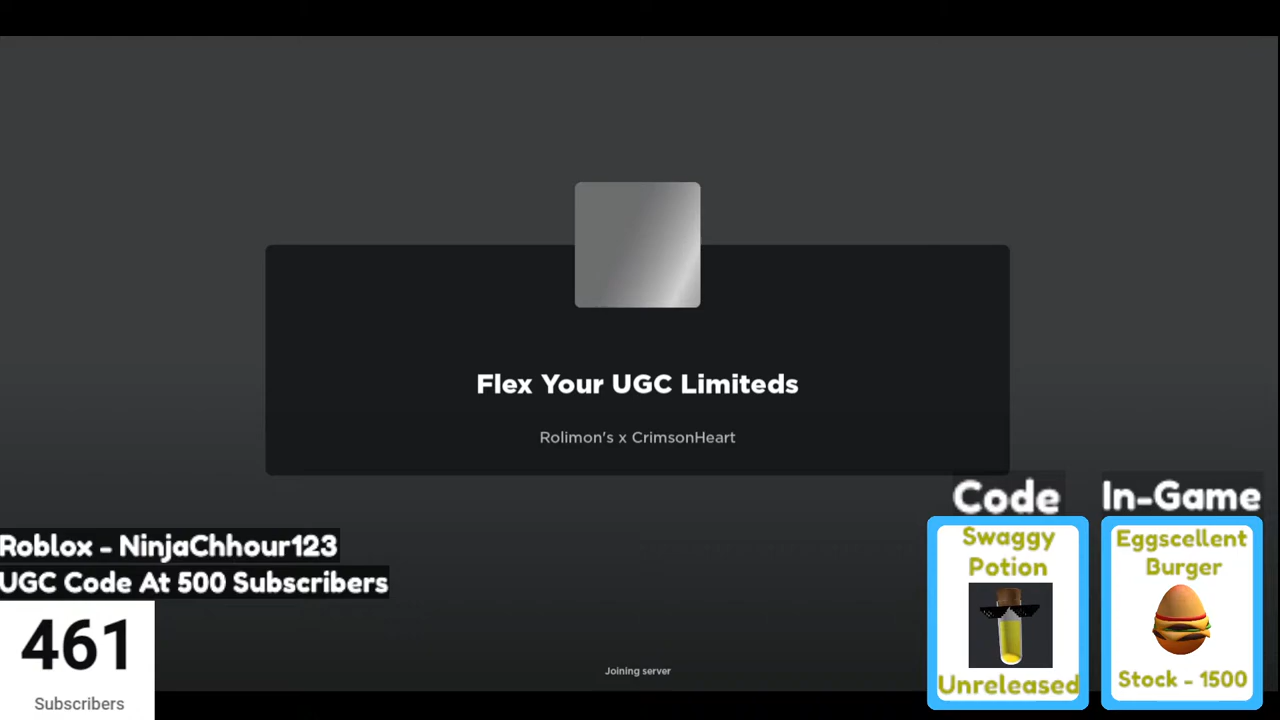 Flex Your UGC Limiteds
Rolimon's x CrimsonHeart
Code
In-Game
Swaggy
Potion
Unreleased
Eggscellent
Burger
Stock - 1500
Roblox - NinjaChhour123
UGC Code At 500 Subscribers
461
Subscribers
Joining server